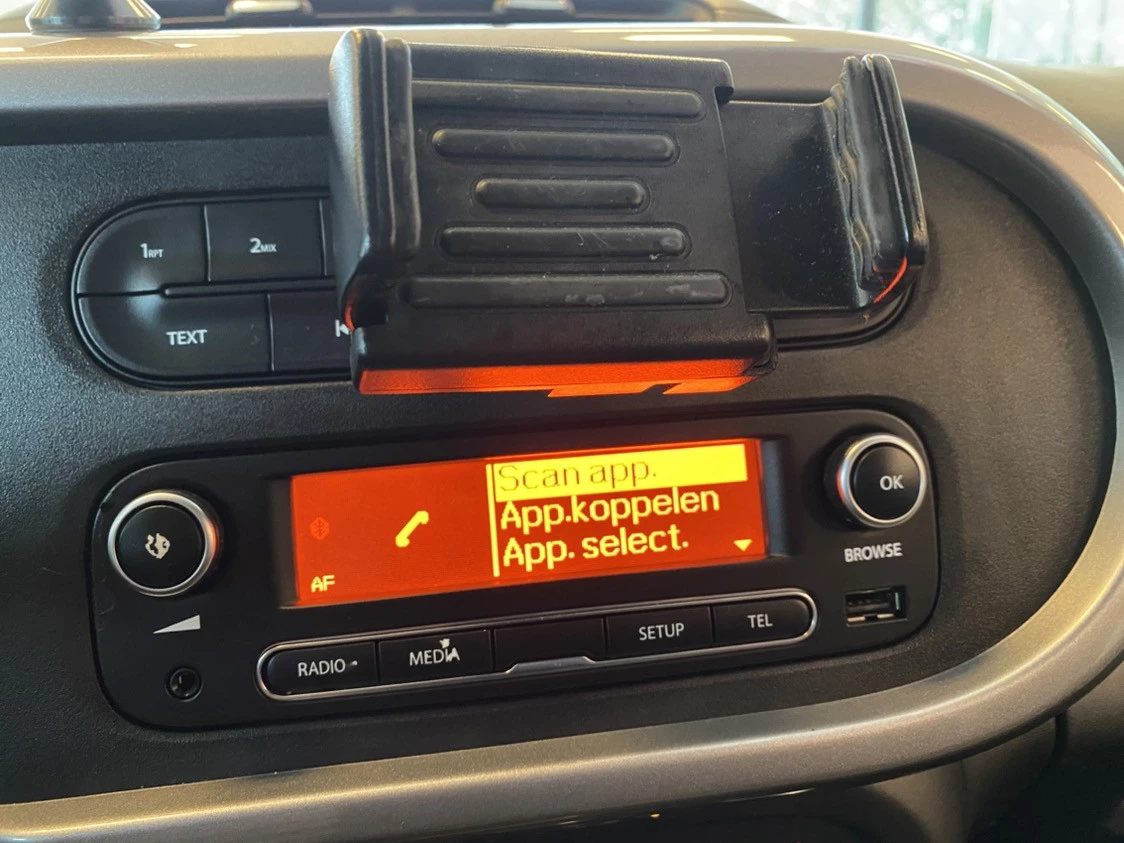 1RPT
2MIX
TEXT
Scan app.
App.koppelen
App. select.
AF
OK
BROWSE
RADIO
MEDIA
SETUP
TEL